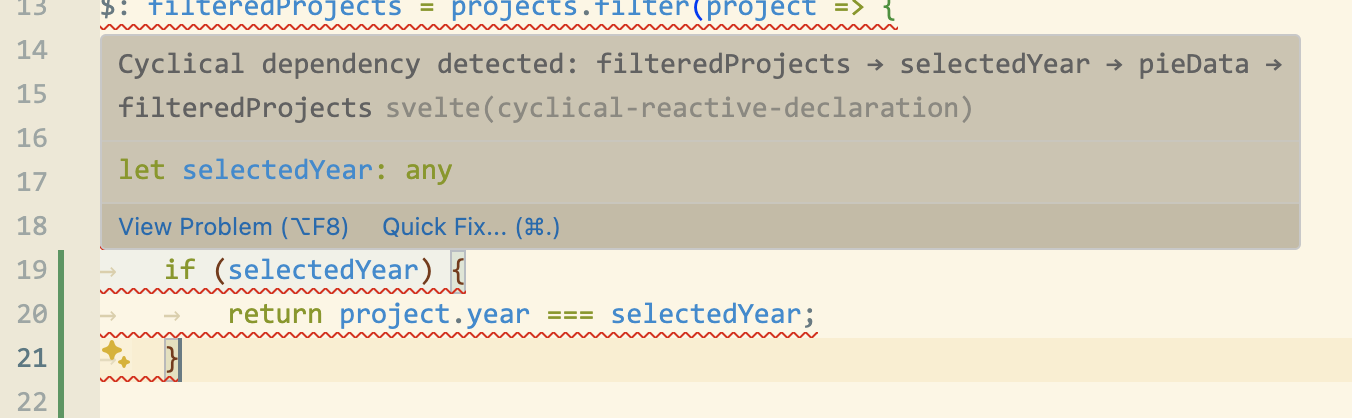 13 $: filteredProjects = projects.filter(project => {
14
Cyclical dependency detected: filteredProjects → selectedYear → pieData →
15
filteredProjects svelte(cyclical-reactive-declaration)
16
17
let selectedYear: any
18
View Problem (⌥F8) Quick Fix... (⌘.)
19 → if (selectedYear) {
20 → → return project.year === selectedYear;
21 }
22